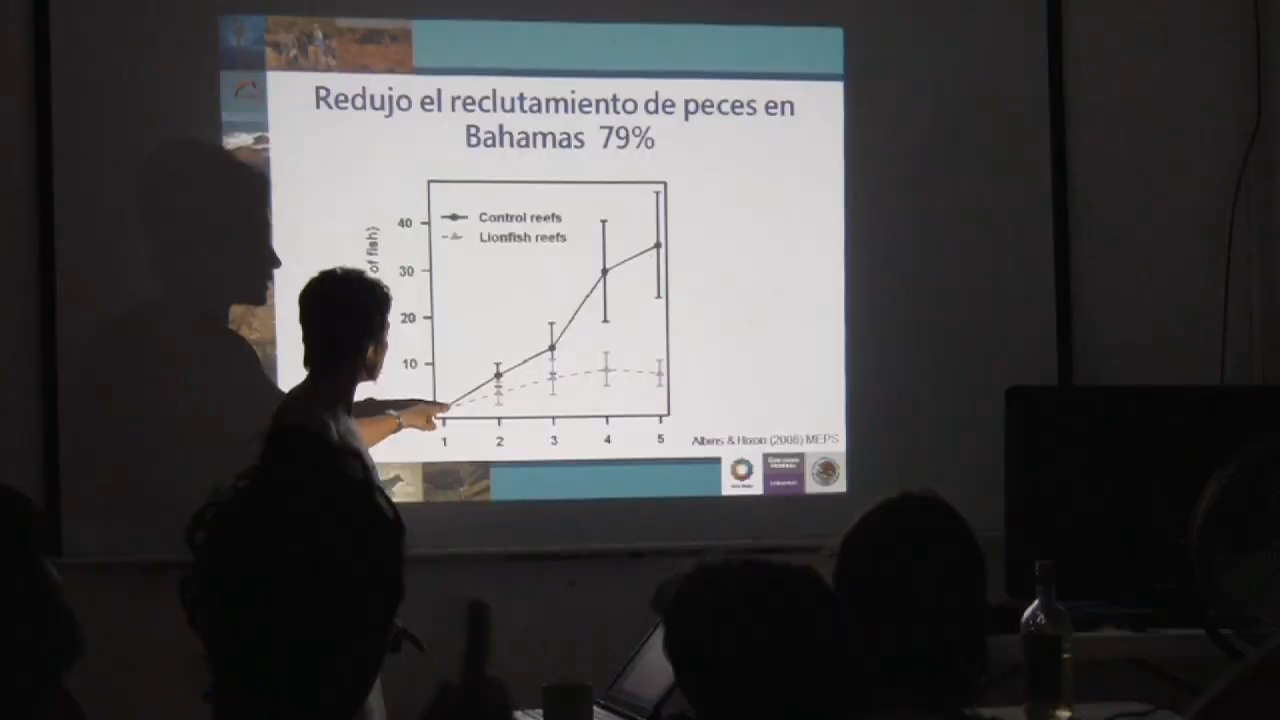 Redujo el reclutamiento de peces en
Bahamas 79%
Control reefs
Lionfish reefs
of fish)
40
30
20
10
1 2 3 4 5
Albins & Hixon (2008) MEPS